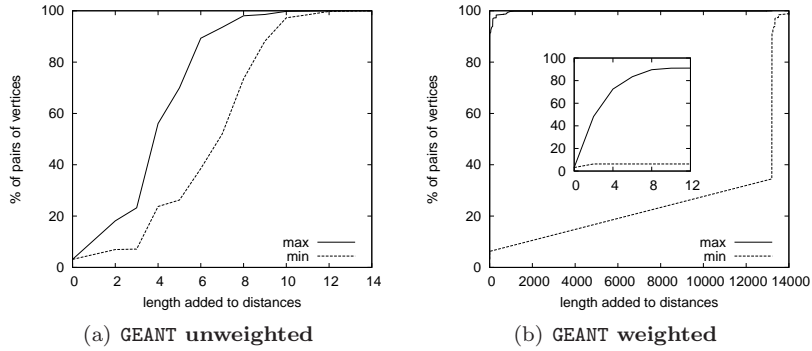 100
80
60
40
20
0
% of pairs of vertices
max
min
0 2 4 6 8 10 12 14
length added to distances
(a) GEANT unweighted
100
80
60
40
20
0
% of pairs of vertices
100
80
60
40
20
0
0 4 8 12
max
min
0 2000 4000 6000 8000 10000 12000 14000
length added to distances
(b) GEANT weighted